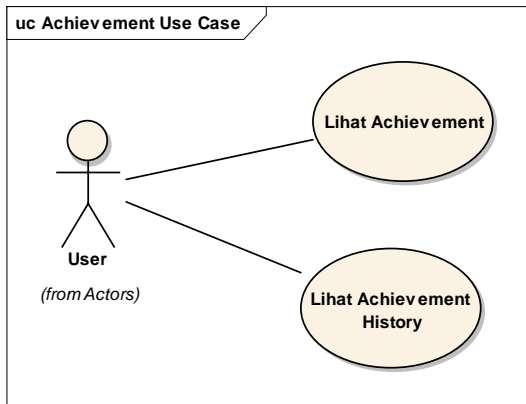 uc Achievement Use Case
Lihat Achievement
User
(from Actors)
Lihat Achievement
History